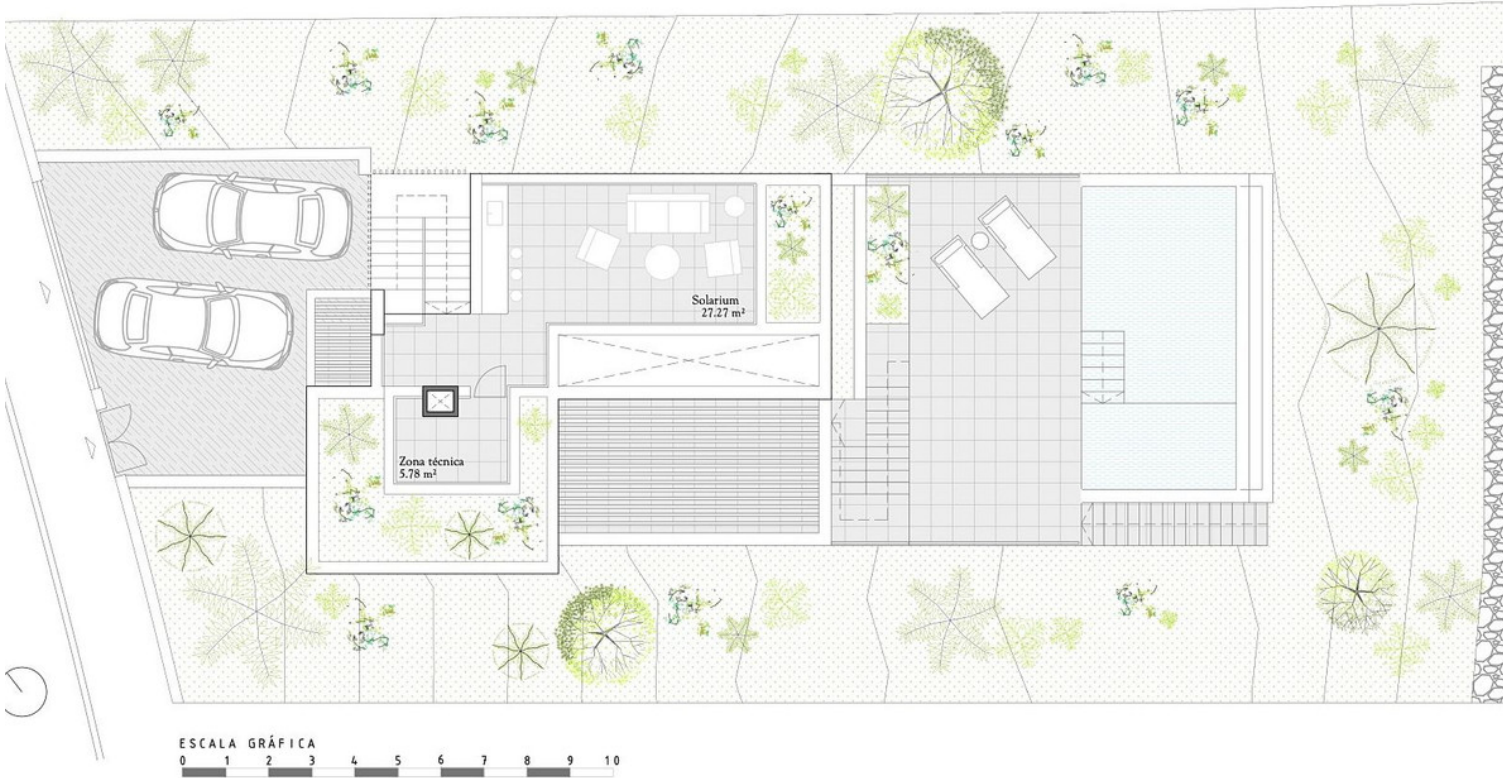 Solarium
27.27 m²
Zona técnica
5.78 m²
ESCALA GRÁFICA
0 1 2 3 4 5 6 7 8 9 10